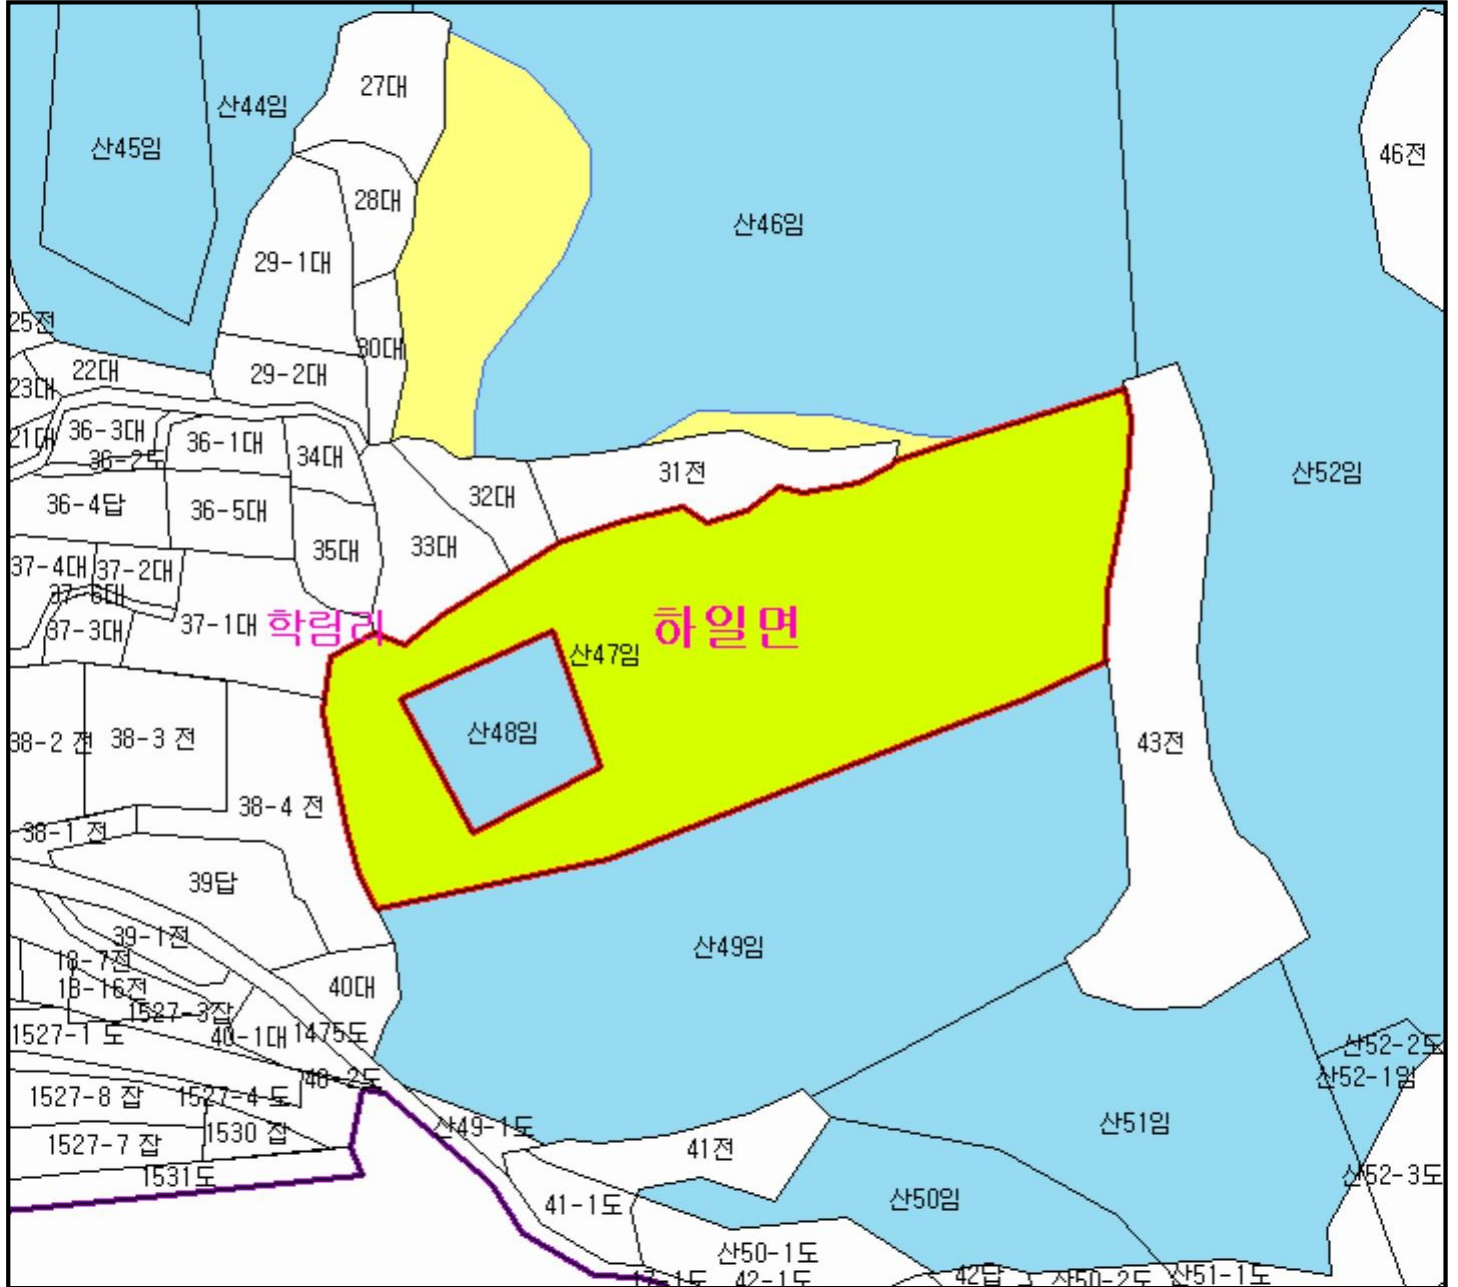 27대
산44임
산45임
46전
28대
산46임
29-1대
25전
30대
22대
29-2대
23대
36-3대
21대
36-1대
34대
36-2도
31전
산52임
32대
36-4답
36-5대
35대
33대
37-4대
37-2대
37-1대
37-3대
학림리
하일면
산47임
산48임
38-2 전
38-3 전
43전
38-4 전
38-1 전
39답
39-1전
산49임
18-7전
18-16전
40대
1527-3잡
1527-1 도
40-1대
1475도
산52-2도
산52-1임
1527-8 잡
1527-4 도
산49-1도
산51임
1530 잡
1527-7 잡
41전
1531도
산52-3도
41-1도
산50임
산50-1도
42-1도
42답
산50-2도
산51-1도